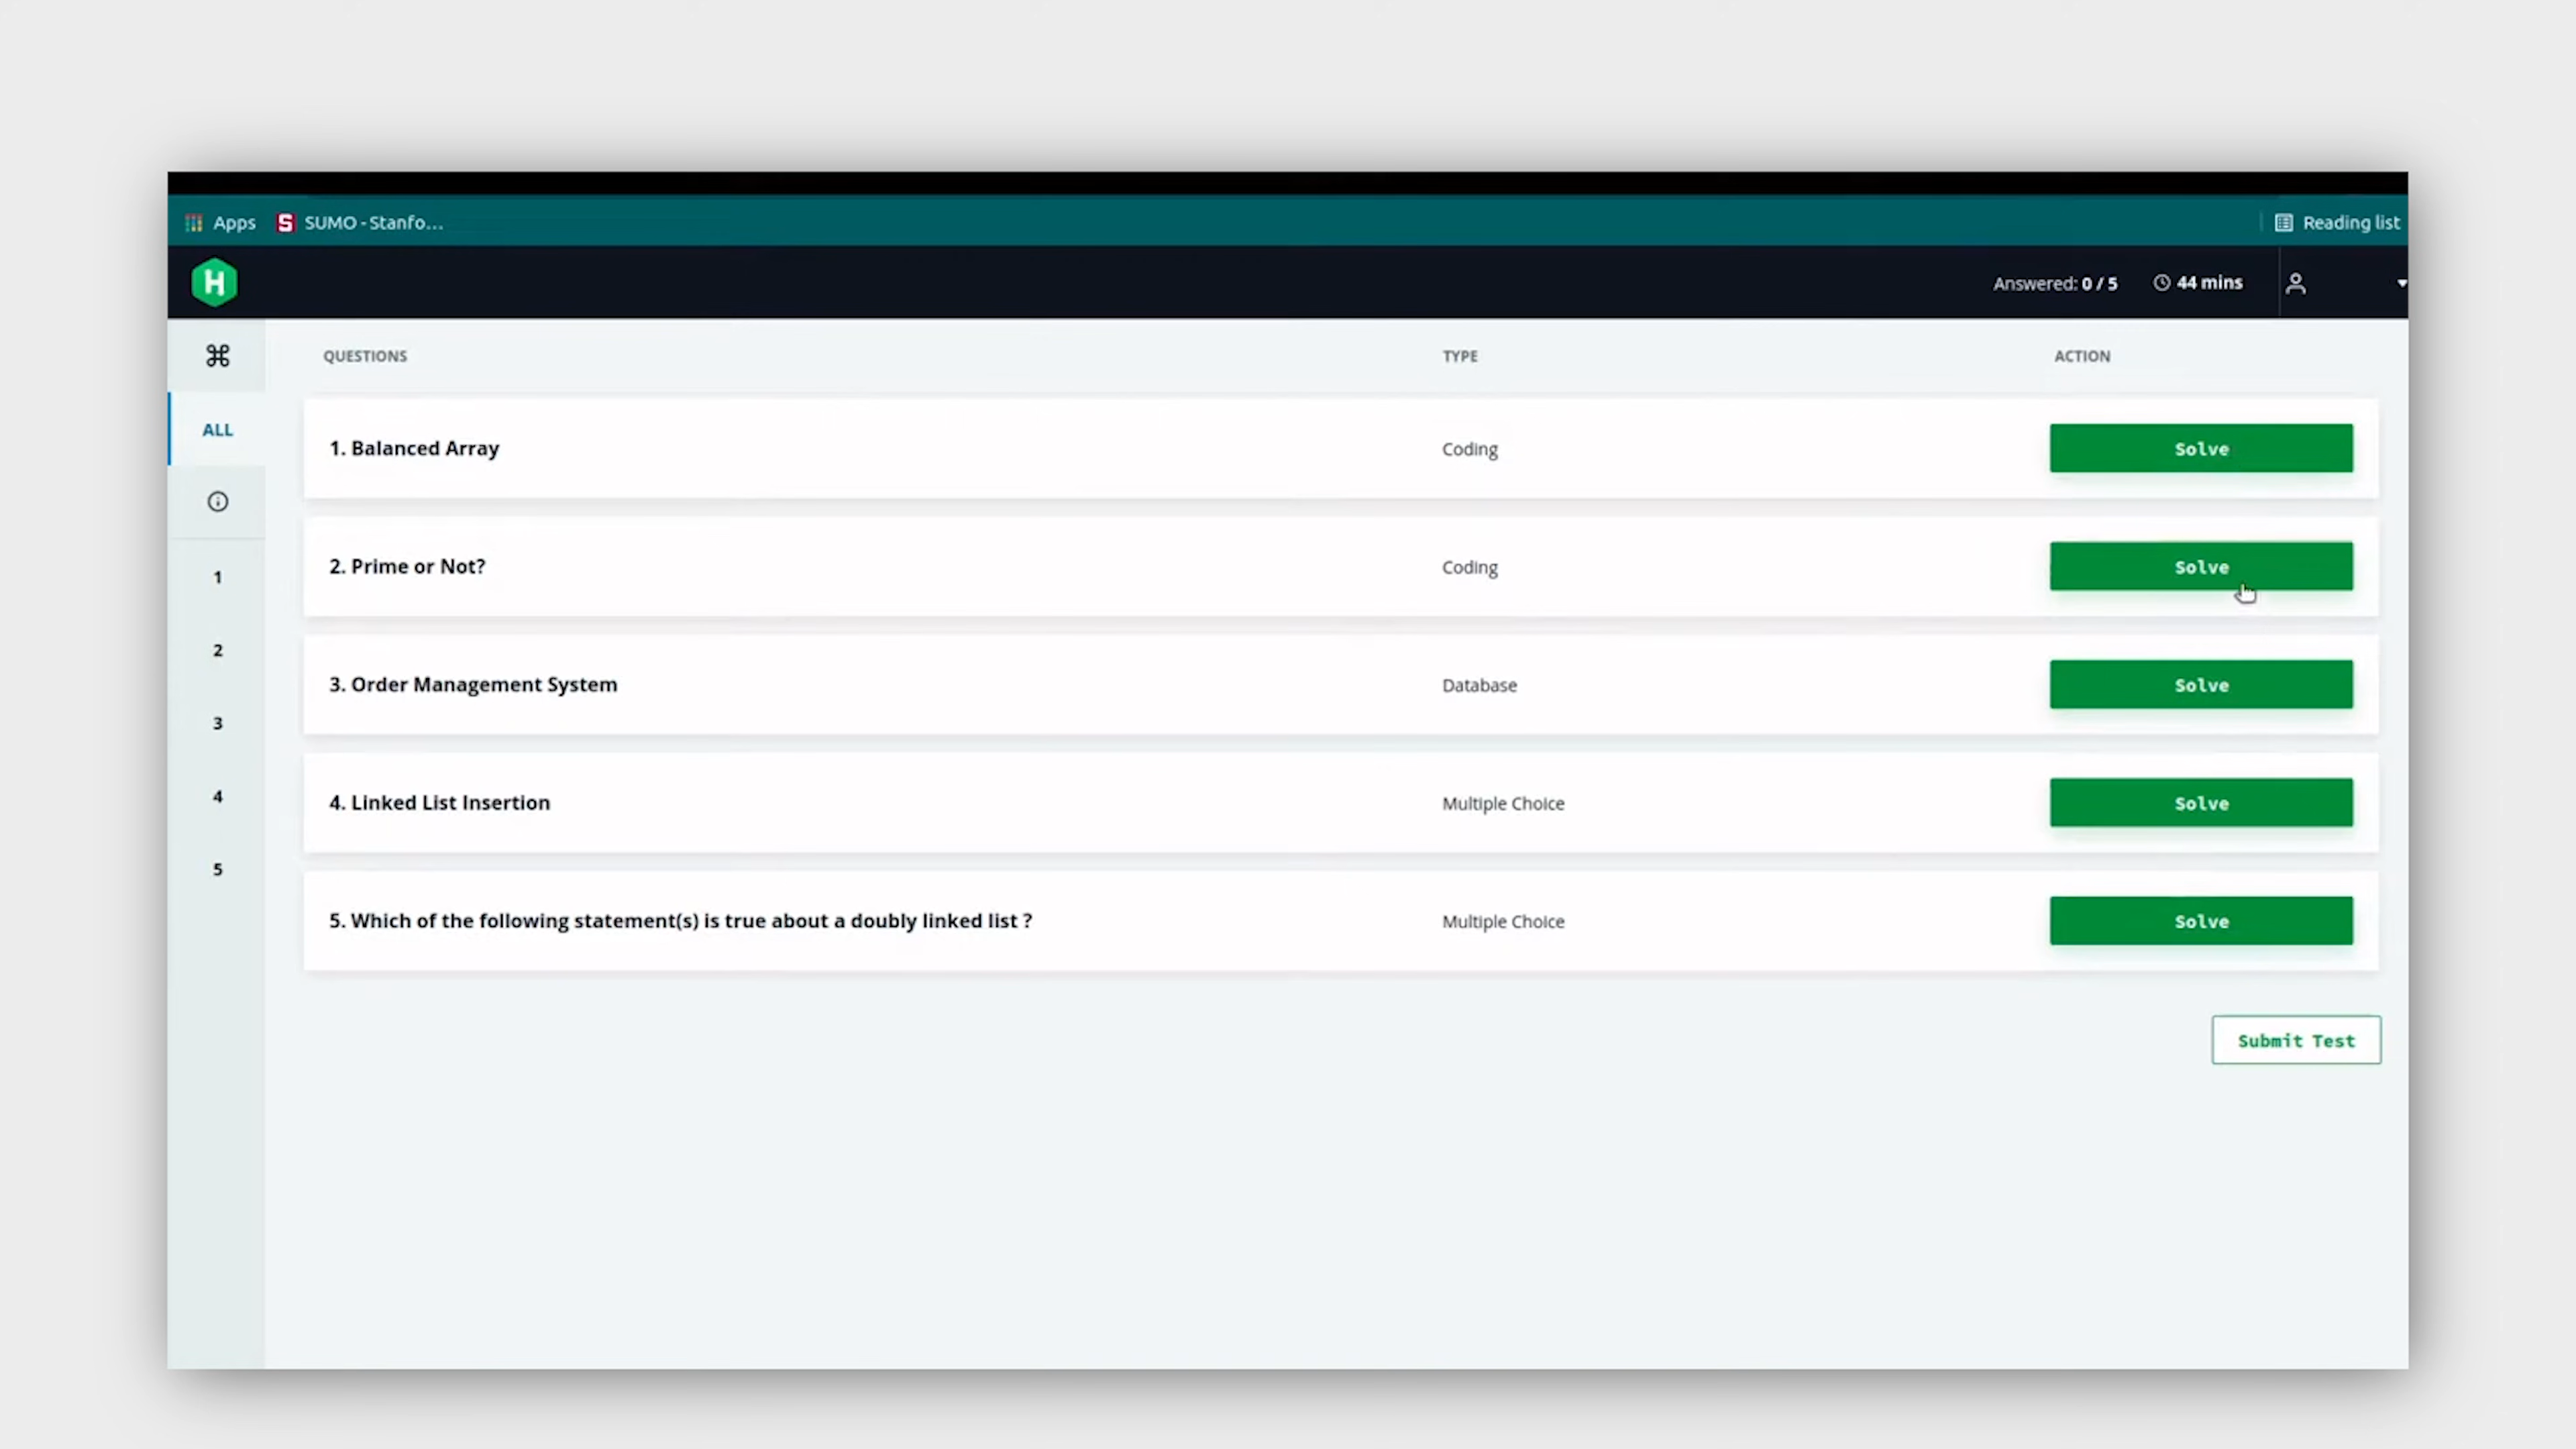 Apps SUMO - Stanfo... Reading list
H Answered: 0 / 5 44 mins
QUESTIONS TYPE ACTION
ALL
1. Balanced Array Coding Solve
1
2. Prime or Not? Coding Solve
2
3. Order Management System Database Solve
3
4. Linked List Insertion Multiple Choice Solve
4
5. Which of the following statement(s) is true about a doubly linked list ? Multiple Choice Solve
5
Submit Test